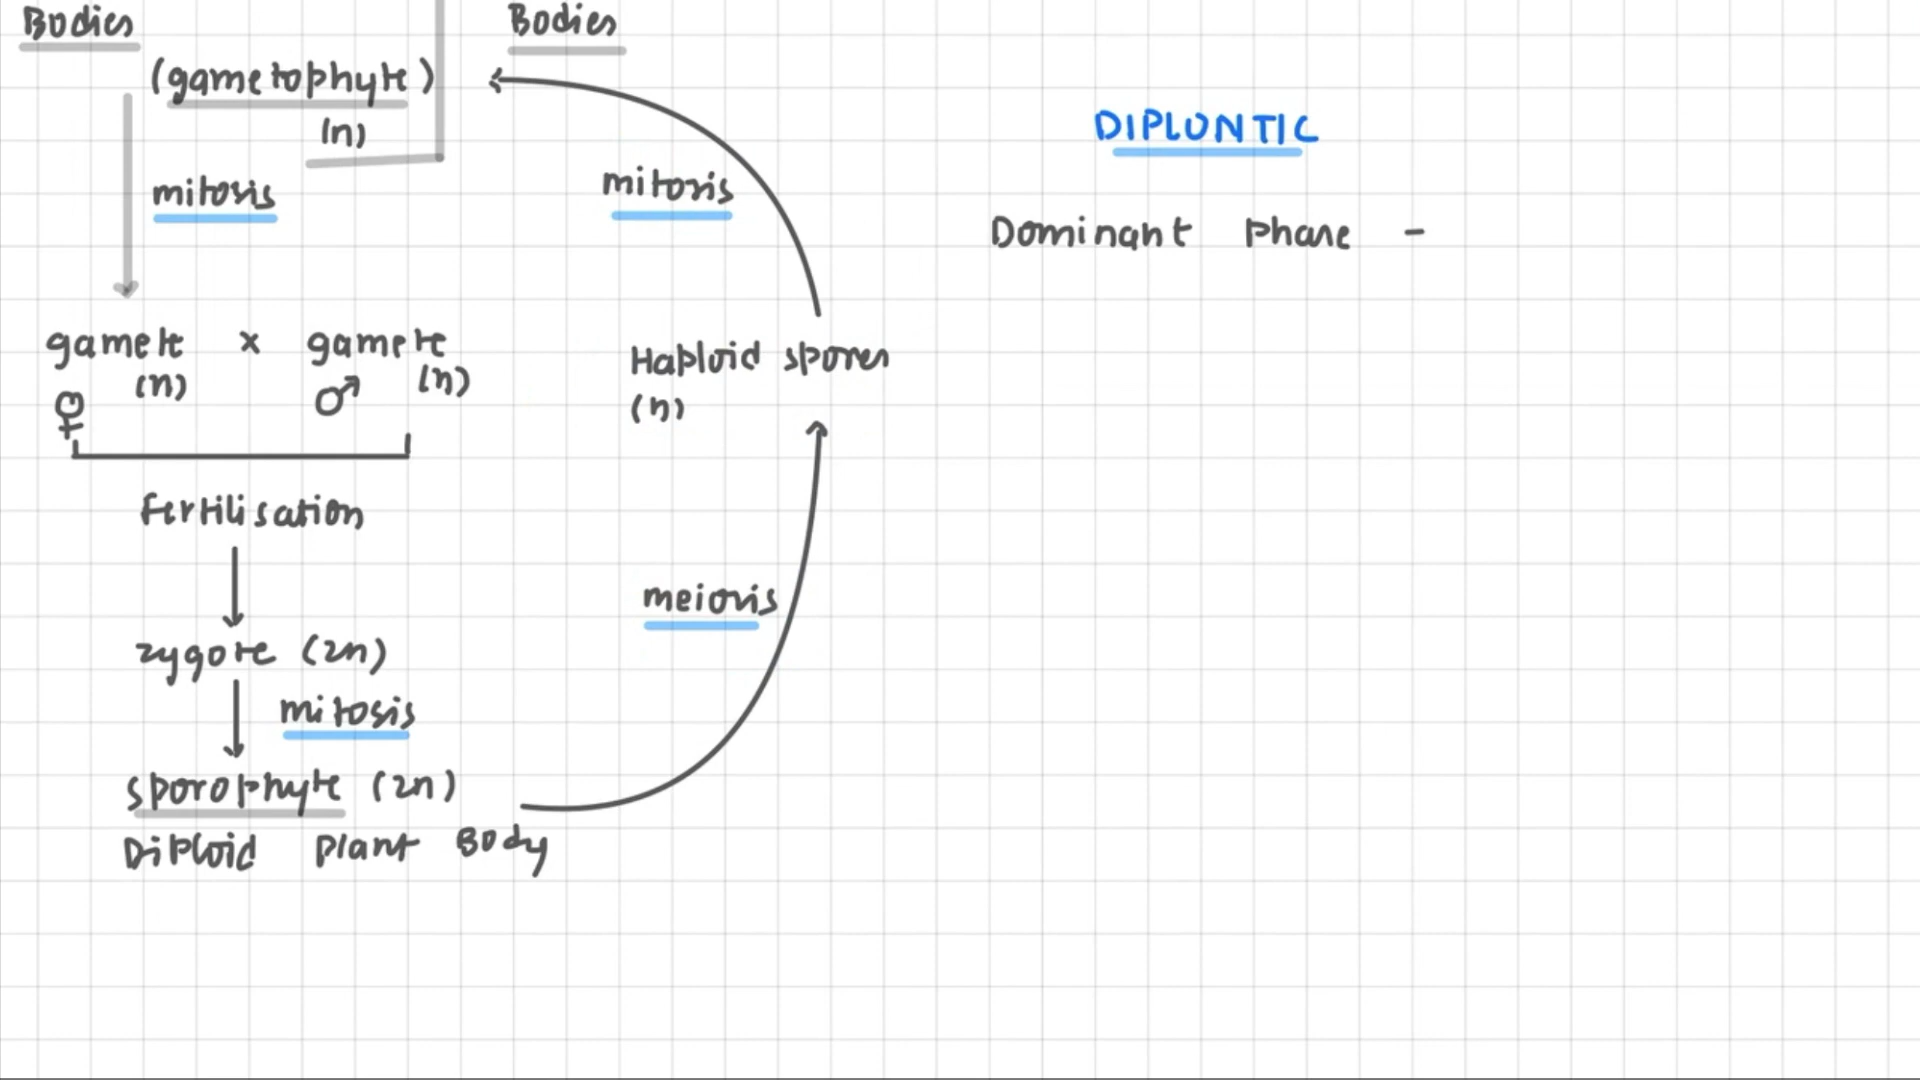 Bodies
Bodies
(gametophyte)
(n)
mitosis
mitosis
gamete x gamete
(n) (n)
♀ ♂
Haploid spores
(n)
Fertilisation
meiosis
zygote (2n)
mitosis
sporophyte (2n)
Diploid Plant Body
DIPLONTIC
Dominant Phase -